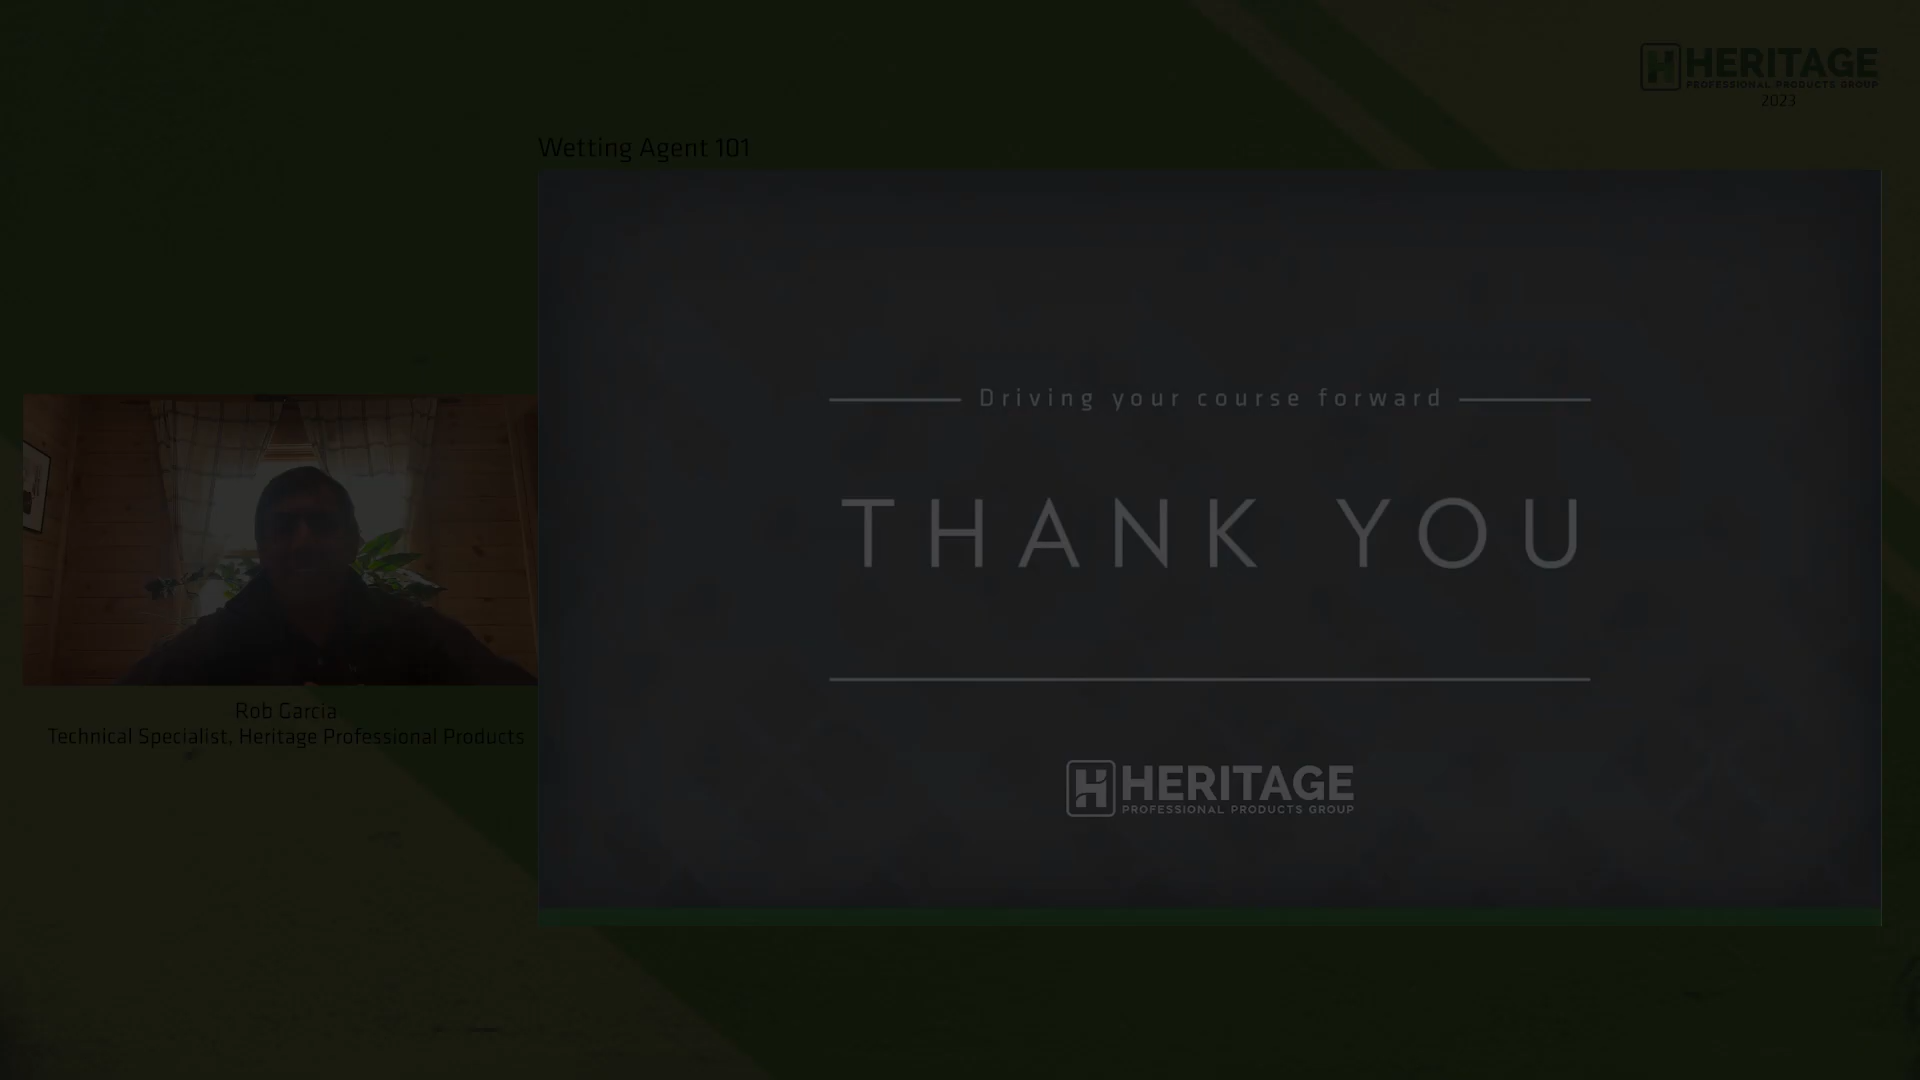 HERITAGE
PROFESSIONAL PRODUCTS GROUP
2023
Wetting Agent 101
Driving your course forward
THANK YOU
HERITAGE
PROFESSIONAL PRODUCTS GROUP
Rob Garcia
Technical Specialist, Heritage Professional Products